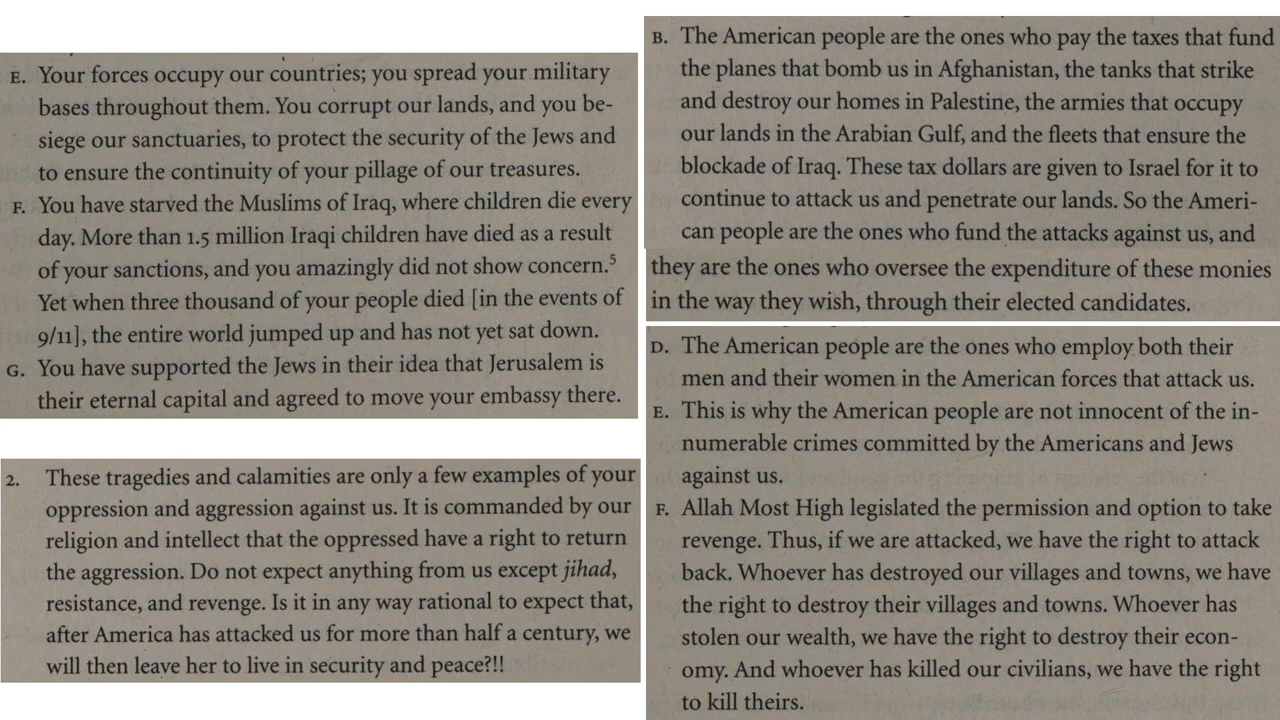 E. Your forces occupy our countries; you spread your military
bases throughout them. You corrupt our lands, and you be-
siege our sanctuaries, to protect the security of the Jews and
to ensure the continuity of your pillage of our treasures.
F. You have starved the Muslims of Iraq, where children die every
day. More than 1.5 million Iraqi children have died as a result
of your sanctions, and you amazingly did not show concern.5
Yet when three thousand of your people died [in the events of
9/11], the entire world jumped up and has not yet sat down.
G. You have supported the Jews in their idea that Jerusalem is
their eternal capital and agreed to move your embassy there.
2. These tragedies and calamities are only a few examples of your
oppression and aggression against us. It is commanded by our
religion and intellect that the oppressed have a right to return
the aggression. Do not expect anything from us except jihad,
resistance, and revenge. Is it in any way rational to expect that,
after America has attacked us for more than half a century, we
will then leave her to live in security and peace?!!
B. The American people are the ones who pay the taxes that fund
the planes that bomb us in Afghanistan, the tanks that strike
and destroy our homes in Palestine, the armies that occupy
our lands in the Arabian Gulf, and the fleets that ensure the
blockade of Iraq. These tax dollars are given to Israel for it to
continue to attack us and penetrate our lands. So the Ameri-
can people are the ones who fund the attacks against us, and
they are the ones who oversee the expenditure of these monies
in the way they wish, through their elected candidates.
D. The American people are the ones who employ both their
men and their women in the American forces that attack us.
E. This is why the American people are not innocent of the in-
numerable crimes committed by the Americans and Jews
against us.
F. Allah Most High legislated the permission and option to take
revenge. Thus, if we are attacked, we have the right to attack
back. Whoever has destroyed our villages and towns, we have
the right to destroy their villages and towns. Whoever has
stolen our wealth, we have the right to destroy their econ-
omy. And whoever has killed our civilians, we have the right
to kill theirs.